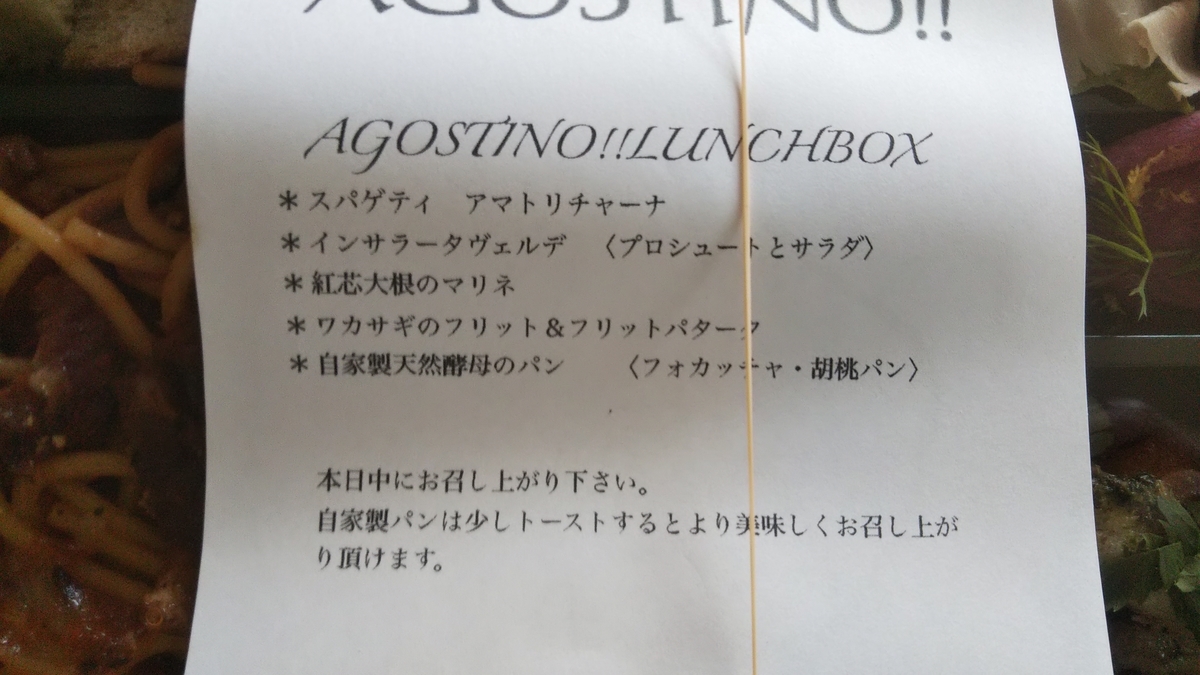 AGOSTINO!!
AGOSTINO!!LUNCHBOX
＊スパゲティ　アマトリチャーナ
＊インサラータヴェルデ　〈プロシュートとサラダ〉
＊紅芯大根のマリネ
＊ワカサギのフリット＆フリットパタータ
＊自家製天然酵母のパン　　〈フォカッチャ・胡桃パン〉
本日中にお召し上がり下さい。
自家製パンは少しトーストするとより美味しくお召し上が
り頂けます。